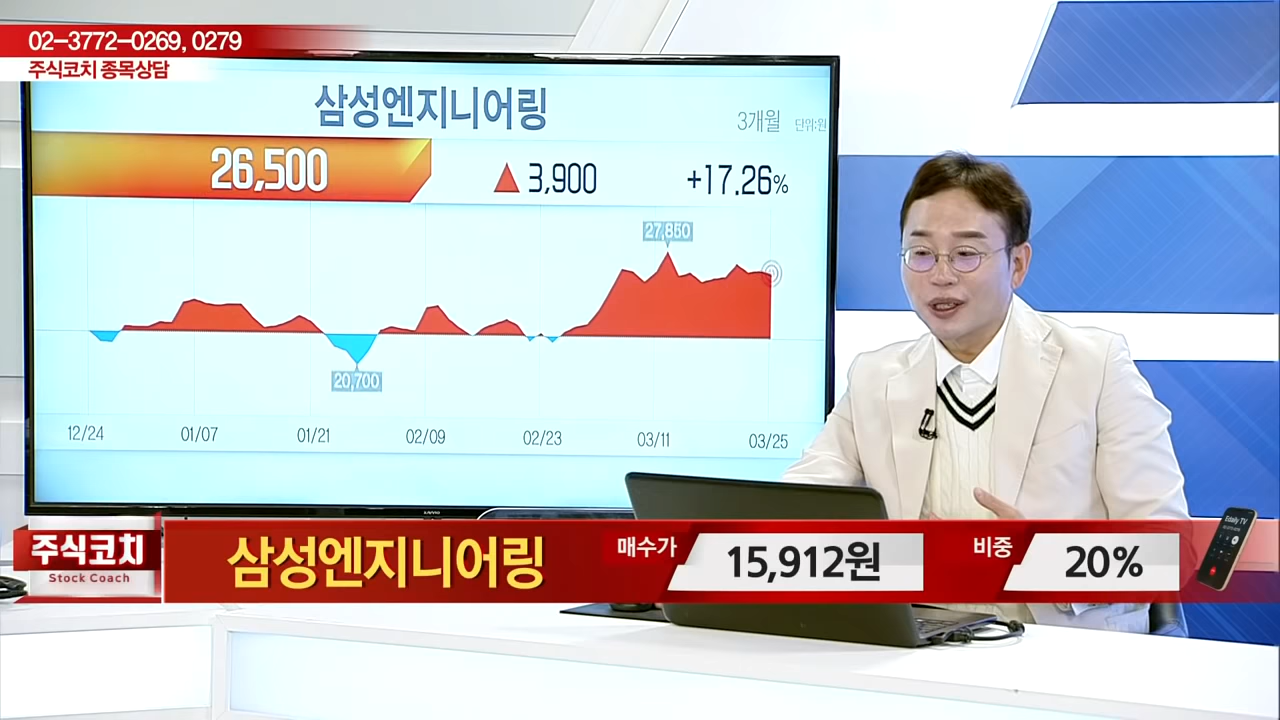 02-3772-0269, 0279
주식코치 종목상담
삼성엔지니어링
3개월 단위:원
26,500 ▲ 3,900 +17.26%
27,850
20,700
12/24 01/07 01/21 02/09 02/23 03/11 03/25
주식코치
Stock Coach
삼성엔지니어링
매수가 15,912원
비중 20%
Edaily TV